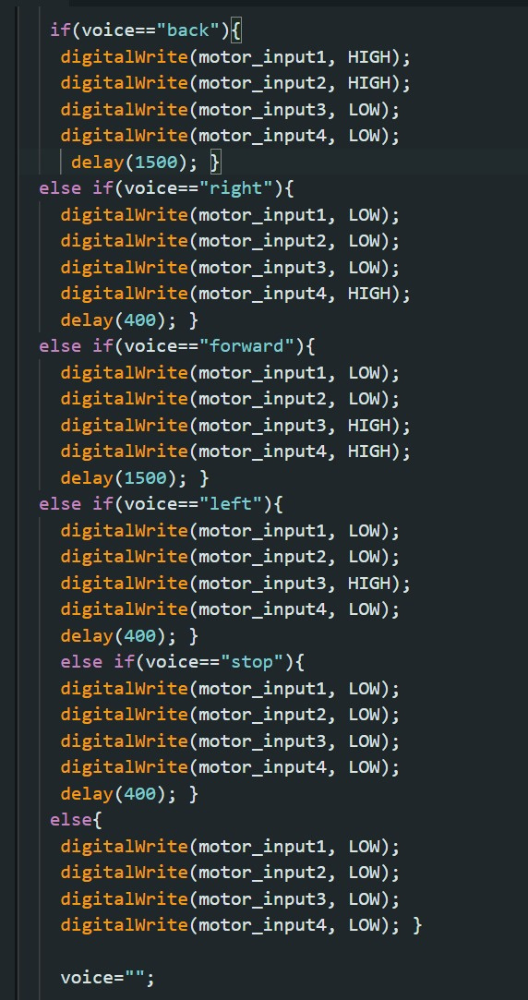 if(voice=="back"){
digitalWrite(motor_input1, HIGH);
digitalWrite(motor_input2, HIGH);
digitalWrite(motor_input3, LOW);
digitalWrite(motor_input4, LOW);
delay(1500); }
else if(voice=="right"){
digitalWrite(motor_input1, LOW);
digitalWrite(motor_input2, LOW);
digitalWrite(motor_input3, LOW);
digitalWrite(motor_input4, HIGH);
delay(400); }
else if(voice=="forward"){
digitalWrite(motor_input1, LOW);
digitalWrite(motor_input2, LOW);
digitalWrite(motor_input3, HIGH);
digitalWrite(motor_input4, HIGH);
delay(1500); }
else if(voice=="left"){
digitalWrite(motor_input1, LOW);
digitalWrite(motor_input2, LOW);
digitalWrite(motor_input3, HIGH);
digitalWrite(motor_input4, LOW);
delay(400); }
else if(voice=="stop"){
digitalWrite(motor_input1, LOW);
digitalWrite(motor_input2, LOW);
digitalWrite(motor_input3, LOW);
digitalWrite(motor_input4, LOW);
delay(400); }
else{
digitalWrite(motor_input1, LOW);
digitalWrite(motor_input2, LOW);
digitalWrite(motor_input3, LOW);
digitalWrite(motor_input4, LOW); }
voice="";